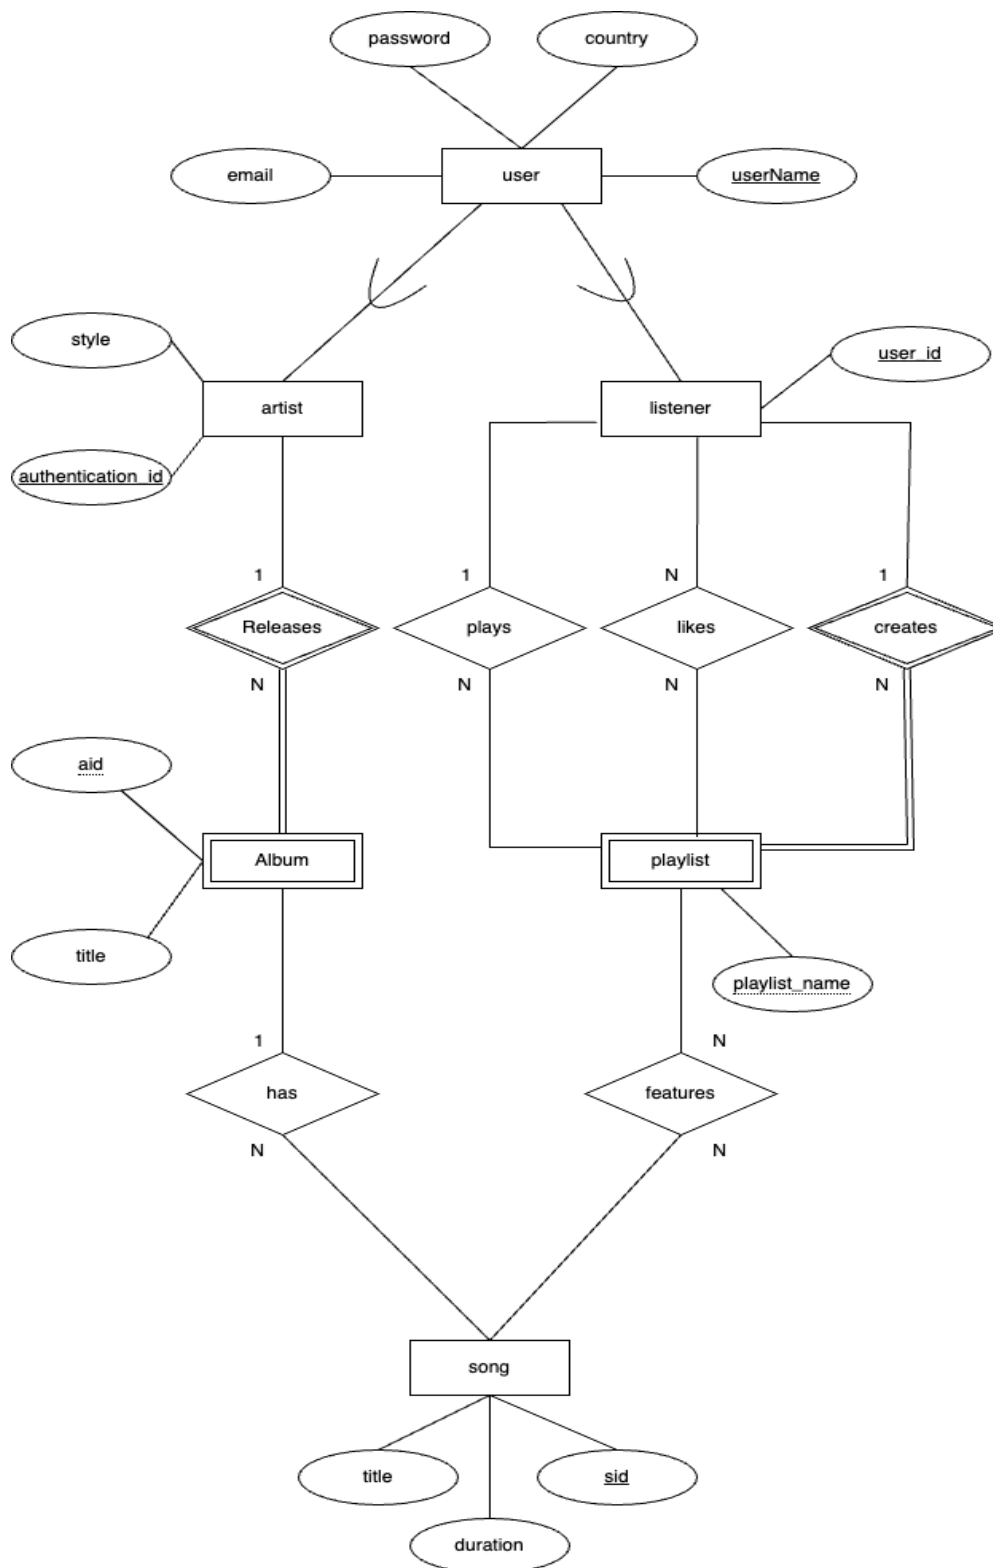 password
country
email
user
userName
style
user_id
artist
listener
authentication_id
1
1
N
1
Releases
plays
likes
creates
N
N
N
N
aid
Album
playlist
title
playlist_name
1
N
has
features
N
N
song
title
sid
duration